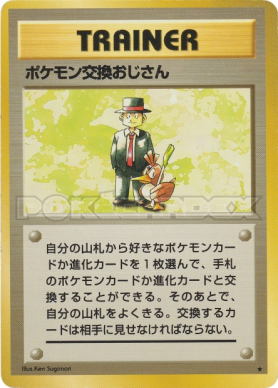 TRAINER
ポケモン交換おじさん
自分の山札から好きなポケモンカー
ドか進化カードを1枚選んで、手札
のポケモンカードか進化カードと交
換することができる。そのあとで、
自分の山札をよくきる。交換するカ
ードは相手に見せなければならない。
Illus.Ken Sugimori